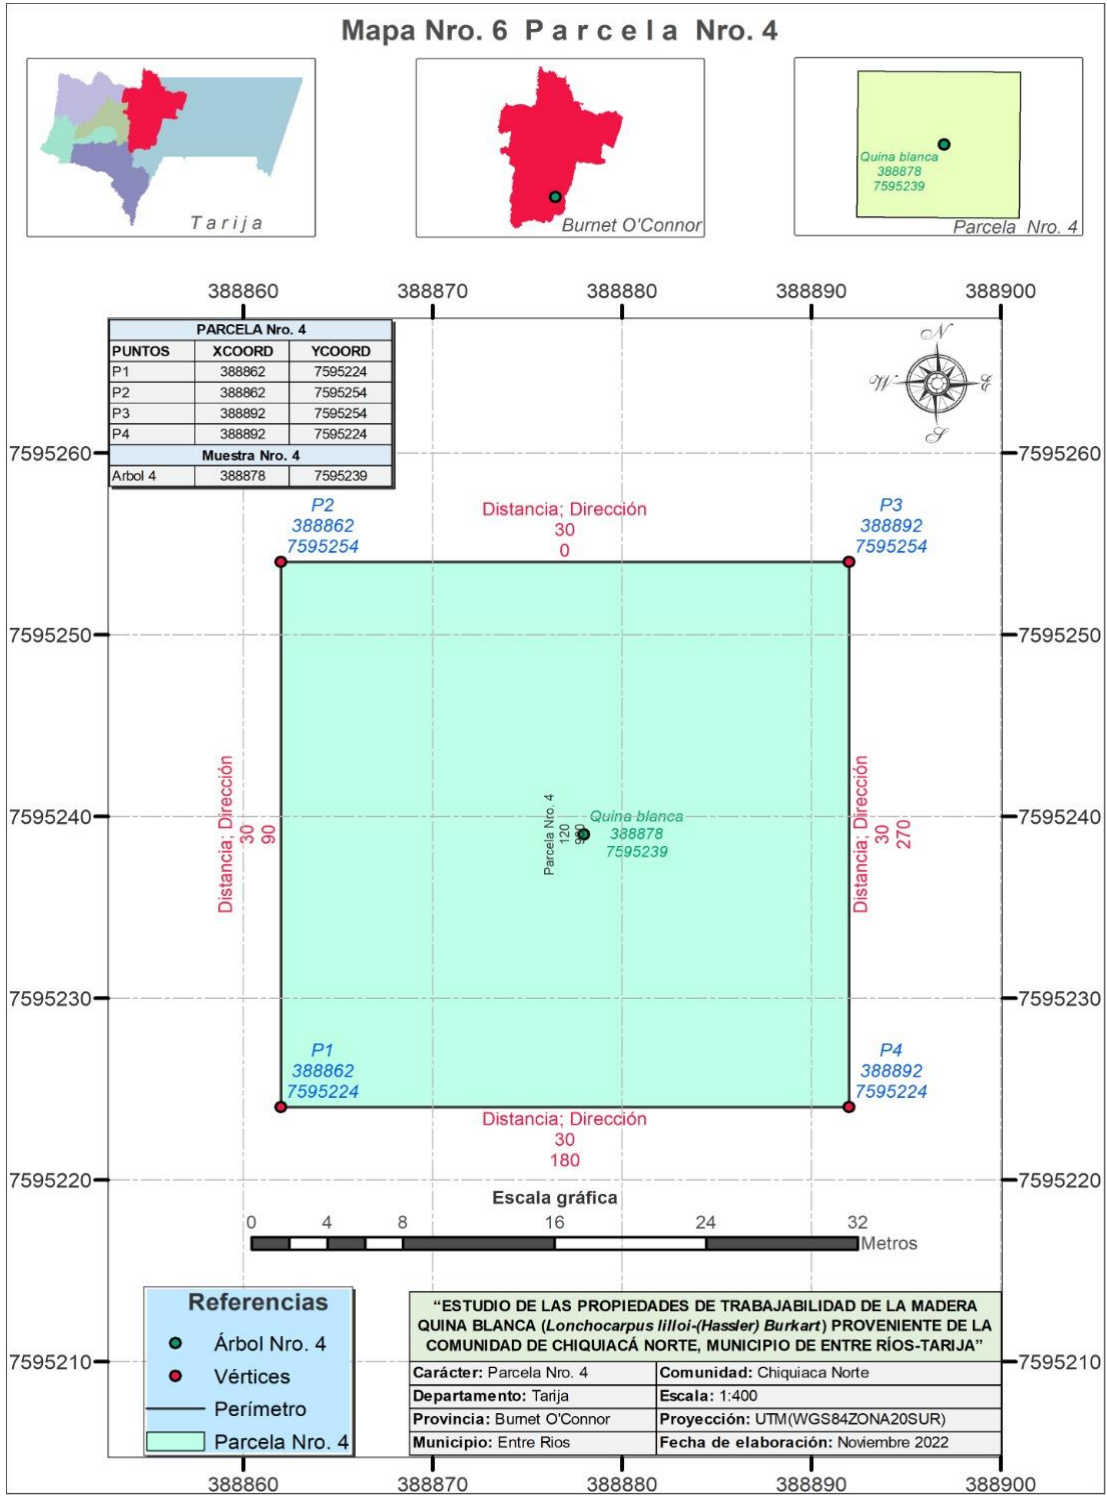 Mapa Nro. 6 Parcela Nro. 4
Tarija
Burnet O'Connor
Quina blanca
388878
7595239
Parcela Nro. 4
388860 388870 388880 388890 388900
PARCELA Nro. 4
PUNTOS XCOORD YCOORD
P1 388862 7595224
P2 388862 7595254
P3 388892 7595254
P4 388892 7595224
Muestra Nro. 4
Arbol 4 388878 7595239
N
W E
S
7595260 7595260
P2
388862
7595254
Distancia; Dirección
30
0
P3
388892
7595254
7595250 7595250
Distancia; Dirección
30
90
Parcela Nro. 4
120
Quina blanca
388878
7595239
Distancia; Dirección
30
270
7595240 7595240
7595230 7595230
P1
388862
7595224
P4
388892
7595224
Distancia; Dirección
30
180
7595220 7595220
Escala gráfica
0 4 8 16 24 32
Metros
Referencias
Árbol Nro. 4
Vértices
Perímetro
Parcela Nro. 4
“ESTUDIO DE LAS PROPIEDADES DE TRABAJABILIDAD DE LA MADERA
QUINA BLANCA (Lonchocarpus lilloi-(Hassler) Burkart) PROVENIENTE DE LA
COMUNIDAD DE CHIQUIACÁ NORTE, MUNICIPIO DE ENTRE RÍOS-TARIJA”
Carácter: Parcela Nro. 4 Comunidad: Chiquiaca Norte
Departamento: Tarija Escala: 1:400
Provincia: Burnet O'Connor Proyección: UTM(WGS84ZONA20SUR)
Municipio: Entre Rios Fecha de elaboración: Noviembre 2022
7595210 7595210
388860 388870 388880 388890 388900